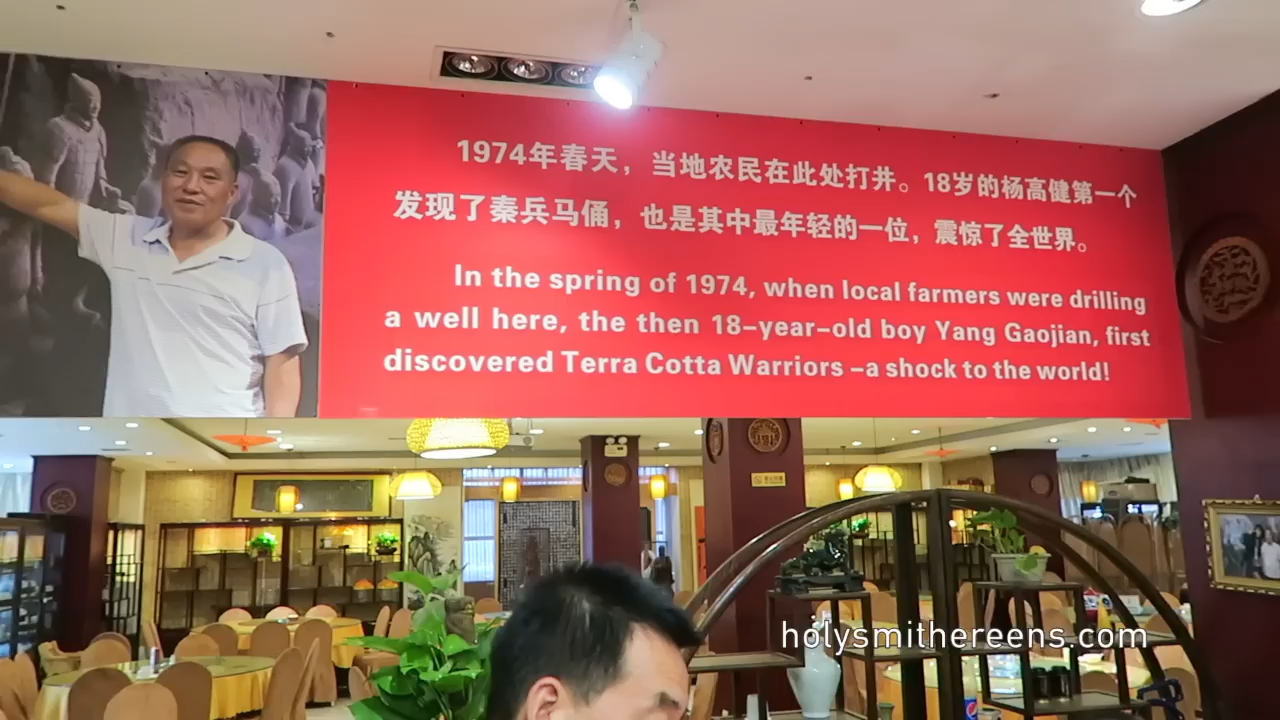 1974年春天，当地农民在此处打井。18岁的杨高健第一个
发现了秦兵马俑，也是其中最年轻的一位，震惊了全世界。
In the spring of 1974, when local farmers were drilling
a well here, the then 18-year-old boy Yang Gaojian, first
discovered Terra Cotta Warriors -a shock to the world!
holysmithereens.com